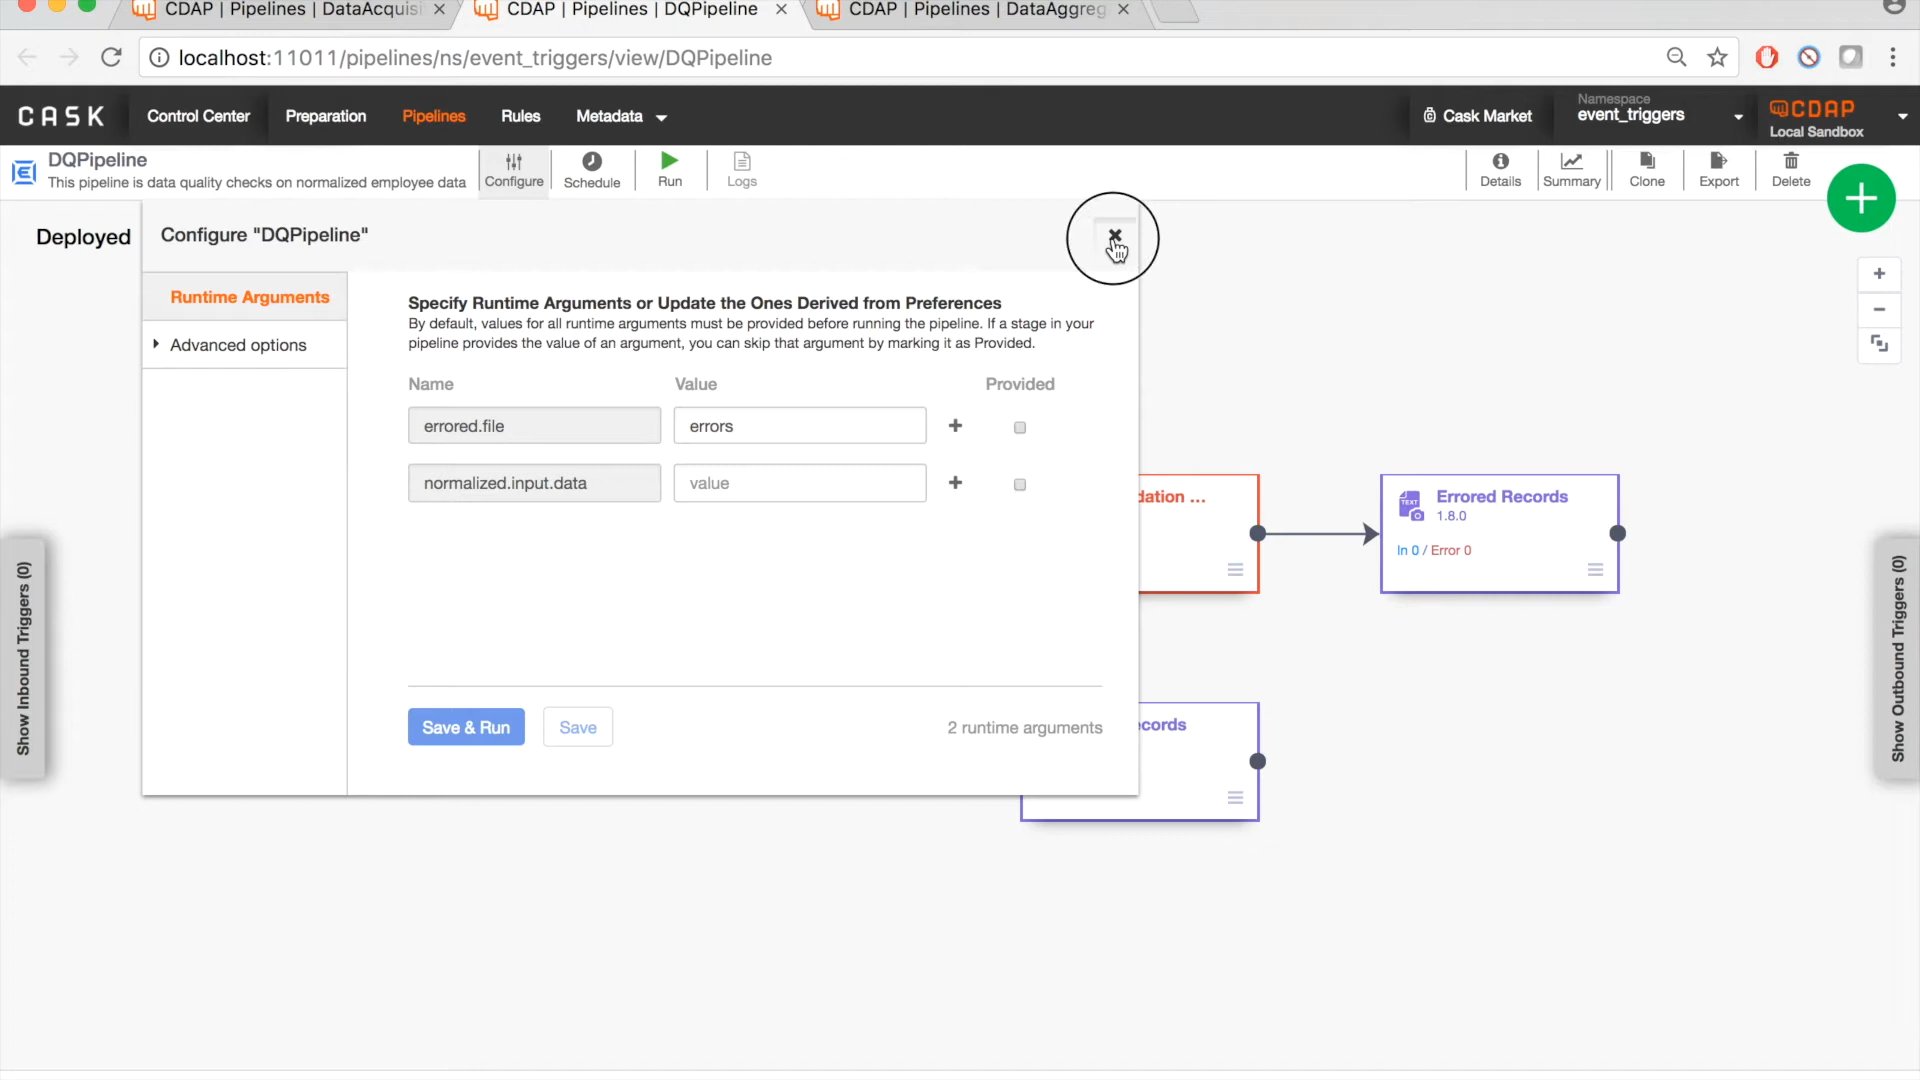 CDAP | Pipelines | DataAcquisi
CDAP | Pipelines | DQPipeline
CDAP | Pipelines | DataAggreg
localhost:11011/pipelines/ns/event_triggers/view/DQPipeline
CASK
Control Center
Preparation
Pipelines
Rules
Metadata
Cask Market
Namespace
event_triggers
CDAP
Local Sandbox
DQPipeline
This pipeline is data quality checks on normalized employee data
Configure
Schedule
Run
Logs
Details
Summary
Clone
Export
Delete
Deployed
Configure "DQPipeline"
Runtime Arguments
Advanced options
Specify Runtime Arguments or Update the Ones Derived from Preferences
By default, values for all runtime arguments must be provided before running the pipeline. If a stage in your
pipeline provides the value of an argument, you can skip that argument by marking it as Provided.
Name
Value
Provided
errored.file
errors
normalized.input.data
value
Save & Run
Save
2 runtime arguments
dation ...
Errored Records
TEXT
1.8.0
In 0 / Error 0
ecords
Show Inbound Triggers (0)
Show Outbound Triggers (0)